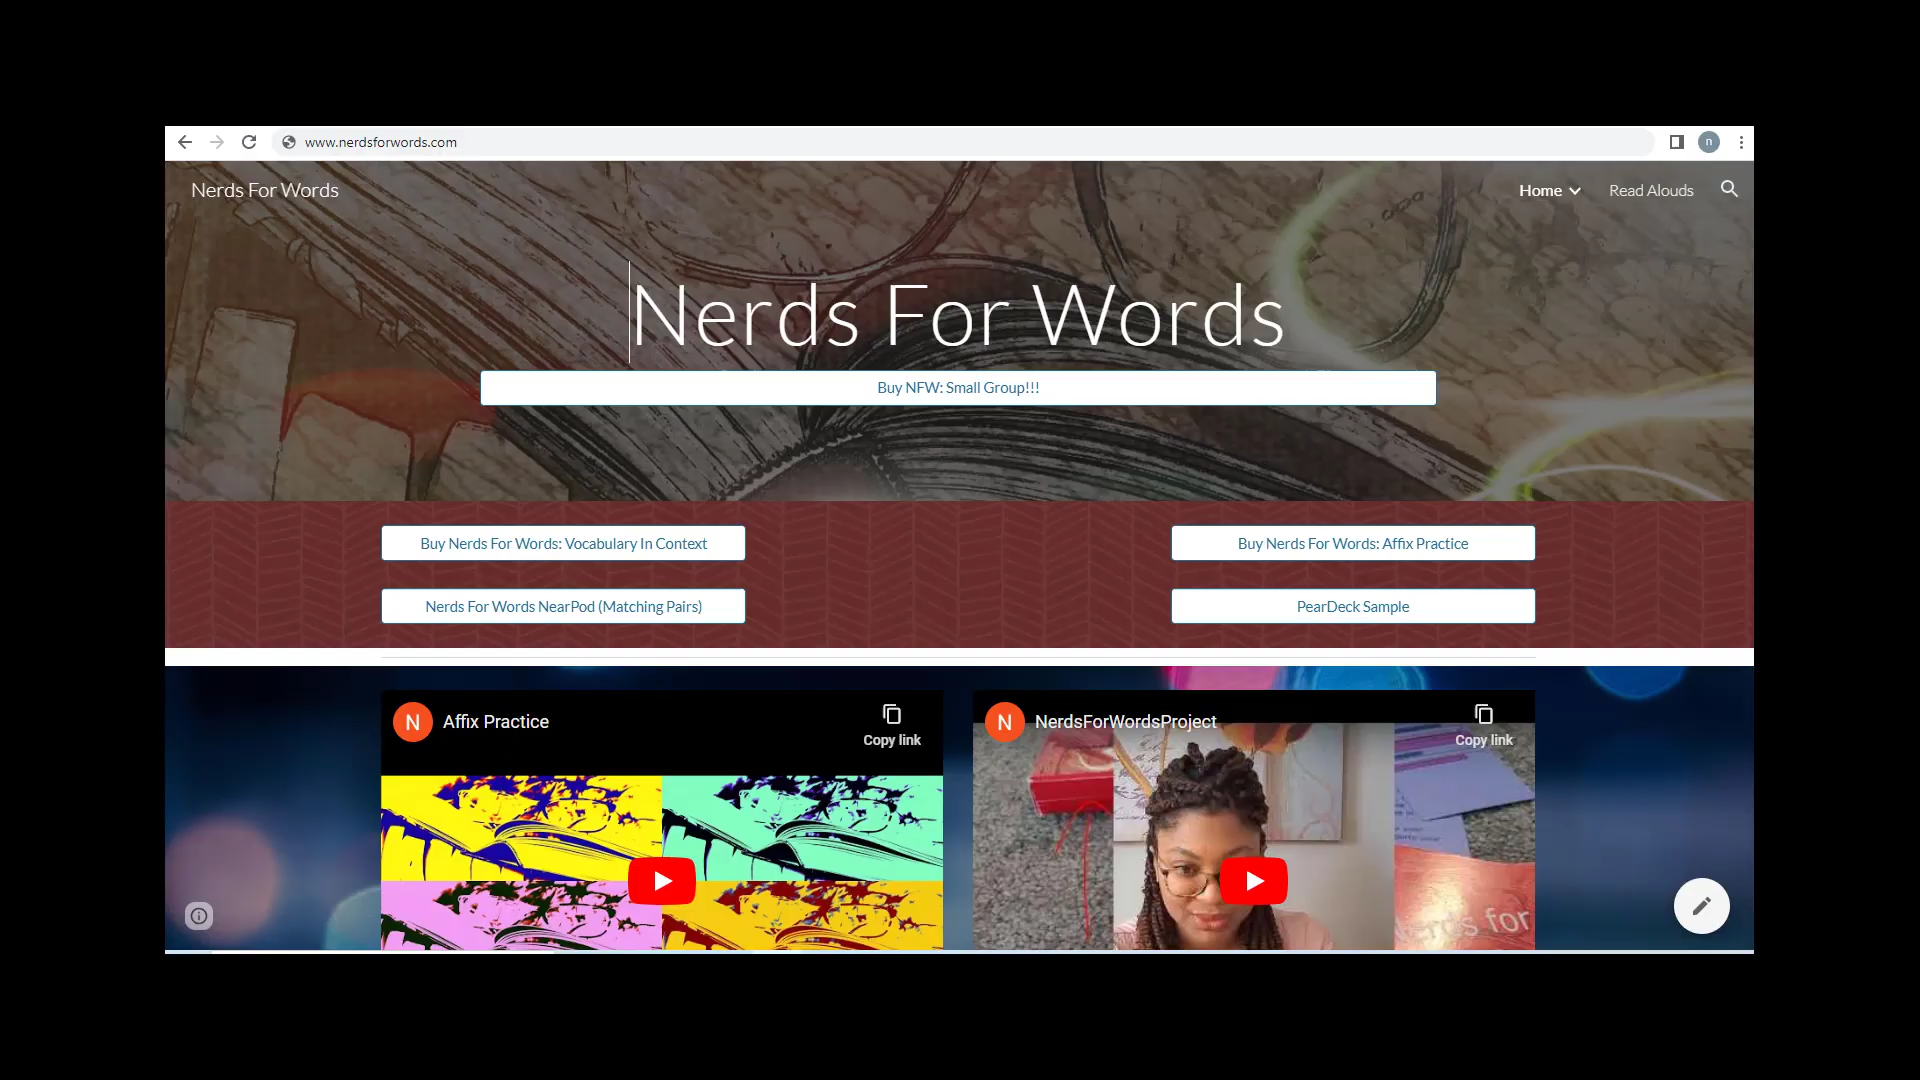 www.nerdsforwords.com
n
Nerds For Words
Home
Read Alouds
Nerds For Words
Buy NFW: Small Group!!!
Buy Nerds For Words: Vocabulary In Context
Buy Nerds For Words: Affix Practice
Nerds For Words NearPod (Matching Pairs)
PearDeck Sample
N
Affix Practice
Copy link
N
NerdsForWordsProject
Copy link
for